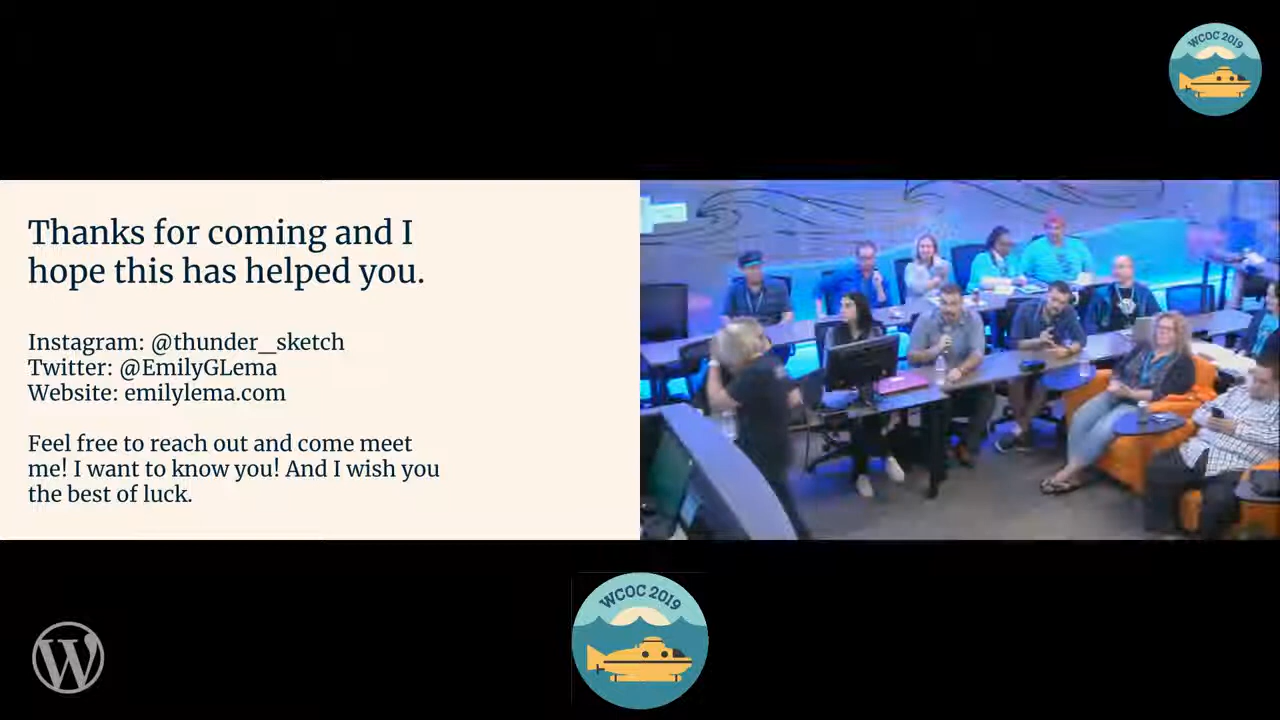 WCOC 2019
Thanks for coming and I
hope this has helped you.
Instagram: @thunder_sketch
Twitter: @EmilyGLema
Website: emilylema.com
Feel free to reach out and come meet
me! I want to know you! And I wish you
the best of luck.
W
WCOC 2019